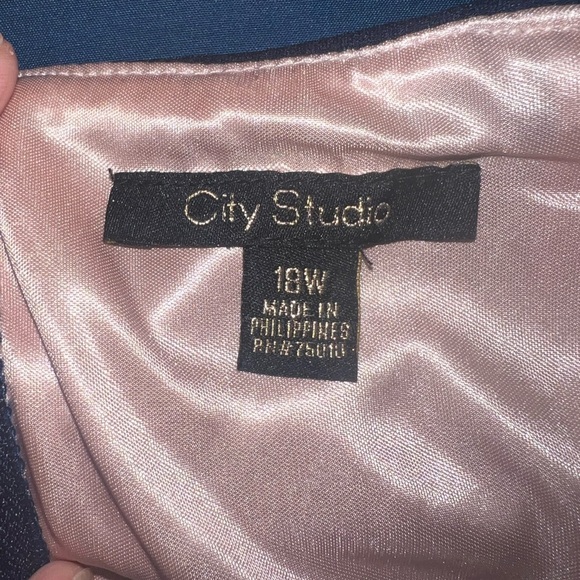 City Studio
18W
MADE IN
PHILIPPINES
RN#75010